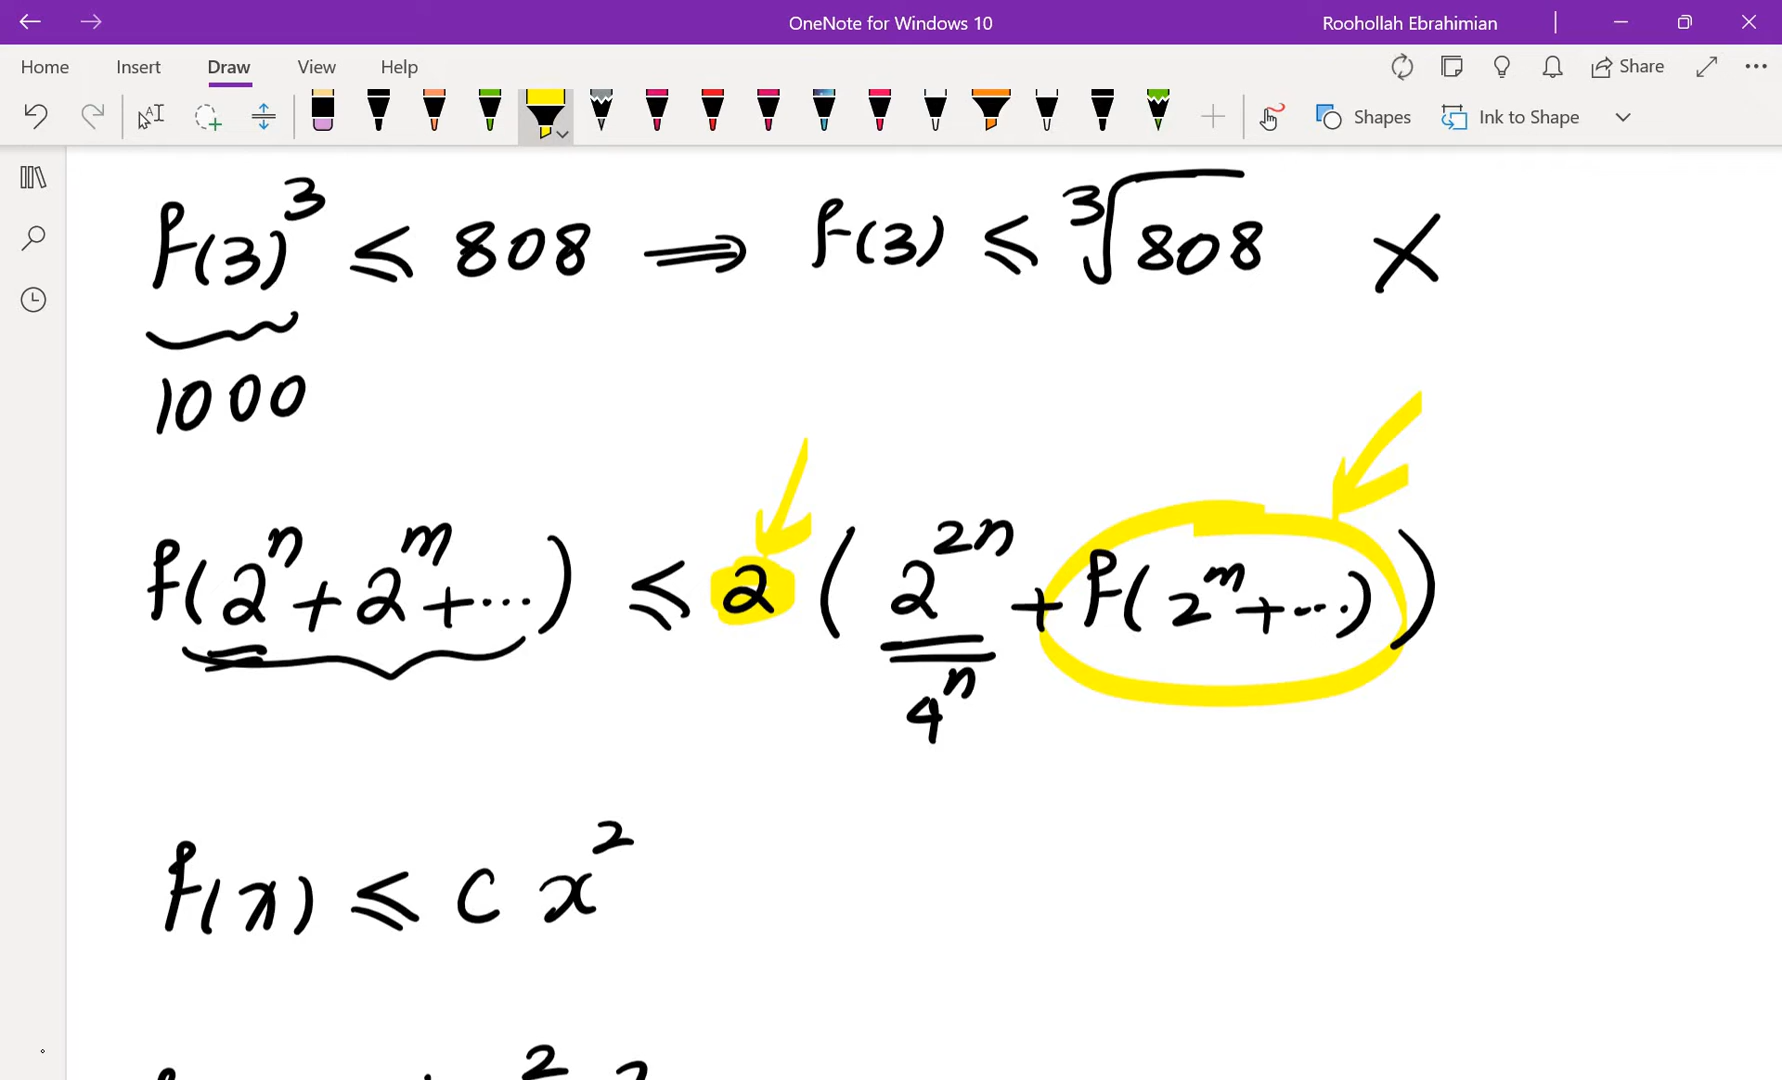 OneNote for Windows 10
Roohollah Ebrahimian
Home Insert Draw View Help
Share
Shapes
Ink to Shape
f(3)³ ≤ 808 ⟹ f(3) ≤ ∛808 ×
1000
f(2ⁿ + 2ᵐ + ⋯) ≤ 2(2²ⁿ + f(2ᵐ + ⋯))
4ⁿ
f(x) ≤ c x²